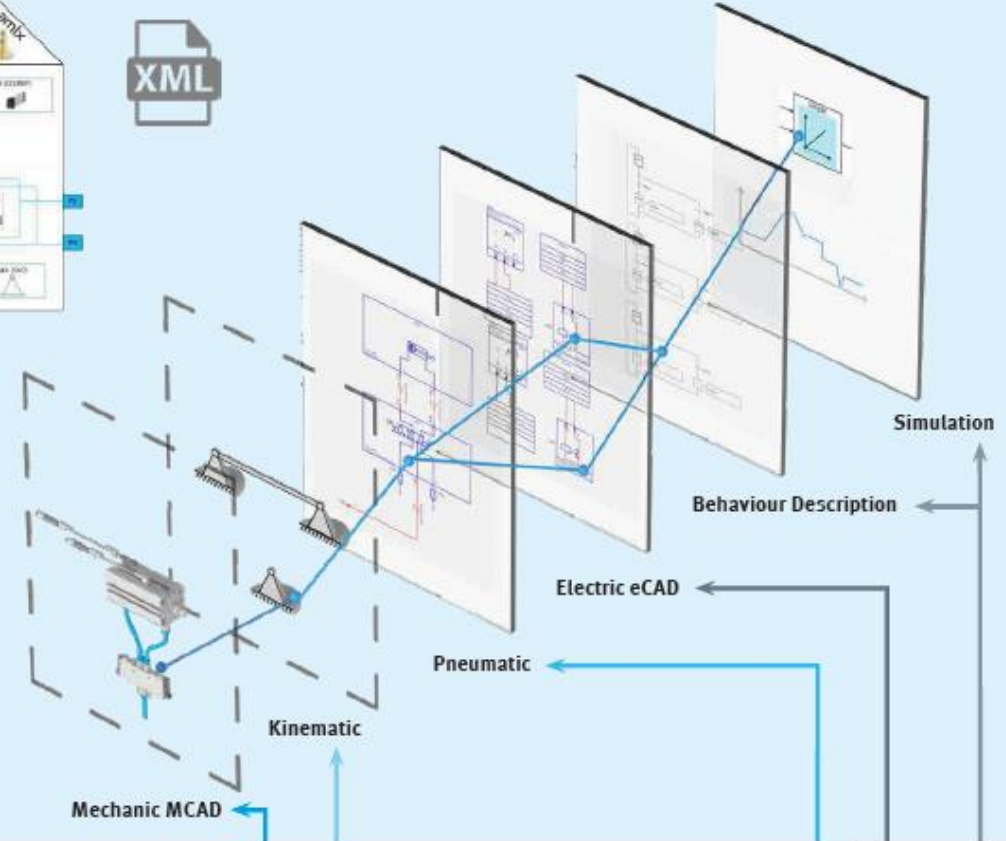 XML
Simulation
Behaviour Description
Electric eCAD
Pneumatic
Kinematic
Mechanic MCAD